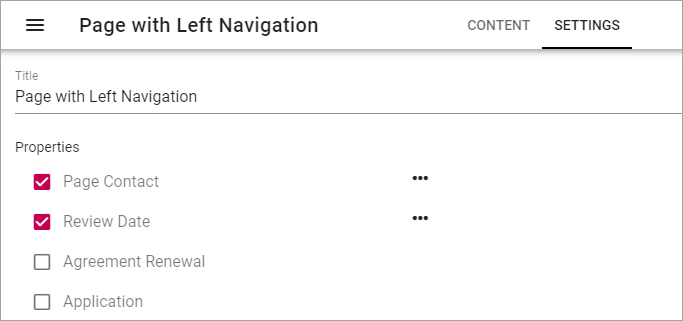 Page with Left Navigation CONTENT SETTINGS
Title
Page with Left Navigation
Properties
Page Contact
Review Date
Agreement Renewal
Application